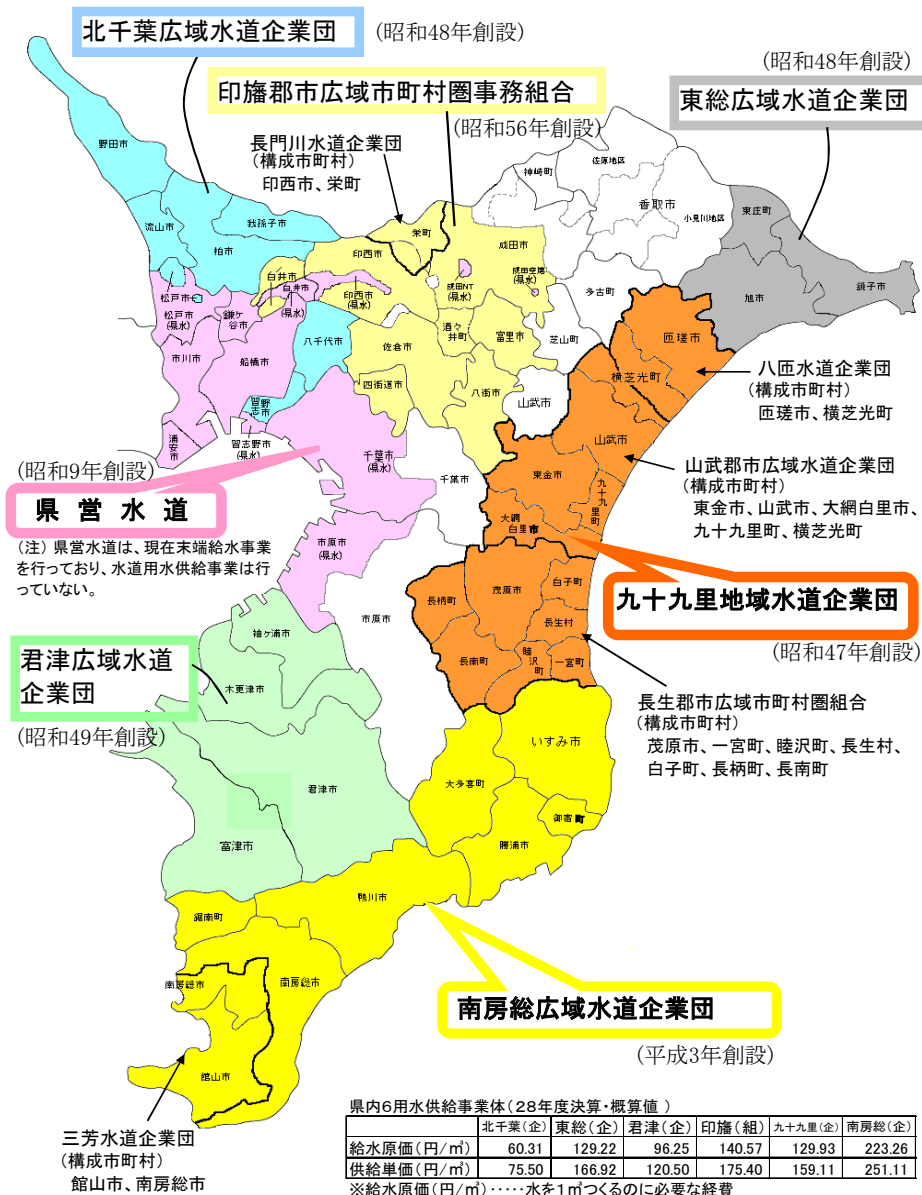 北千葉広域水道企業団
(昭和48年創設)
(昭和48年創設)
東総広域水道企業団
印旛郡市広域市町村圏事務組合
(昭和56年創設)
長門川水道企業団
(構成市町村)
印西市、栄町
野田市
流山市
柏市
我孫子市
松戸市
松戸市
(県水)
鎌ケ
谷市
市川市
船橋市
浦安市
習志野市
習志野市
(県水)
八千代市
白井市
白井市
(県水)
印西市
印西市
(県水)
栄町
成田市
成田NT
(県水)
成田空港
(県水)
酒々
井町
富里市
佐倉市
四街道市
八街市
神崎町
佐原地区
香取市
小見川地区
東庄町
旭市
銚子市
多古町
芝山町
山武市
匝瑳市
横芝光町
山武市
東金市
九十九里町
大網
白里市
八匝水道企業団
(構成市町村)
匝瑳市、横芝光町
山武郡市広域水道企業団
(構成市町村)
東金市、山武市、大網白里市、
九十九里町、横芝光町
(昭和9年創設)
県営水道
(注) 県営水道は、現在末端給水事業
を行っており、水道用水供給事業は行
っていない。
千葉市
(県水)
千葉市
市原市
(県水)
市原市
九十九里地域水道企業団
(昭和47年創設)
長柄町
茂原市
白子町
長生村
長南町
睦沢町
一宮町
長生郡市広域市町村圏組合
(構成市町村)
茂原市、一宮町、睦沢町、長生村、
白子町、長柄町、長南町
君津広域水道
企業団
(昭和49年創設)
袖ヶ浦市
木更津市
君津市
富津市
いすみ市
大多喜町
御宿町
勝浦市
鴨川市
鋸南町
南房総市
南房総市
館山市
南房総広域水道企業団
(平成3年創設)
三芳水道企業団
(構成市町村)
館山市、南房総市
県内6用水供給事業体(28年度決算・概算値 )
北千葉(企) 東総(企) 君津(企) 印旛(組) 九十九里(企) 南房総(企)
給水原価(円/㎥) 60.31 129.22 96.25 140.57 129.93 223.26
供給単価(円/㎥) 75.50 166.92 120.50 175.40 159.11 251.11
※給水原価(円/㎥)‥‥‥水を1㎥つくるのに必要な経費